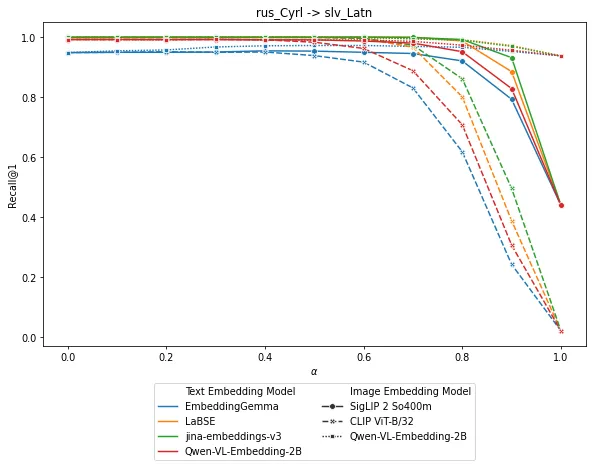 rus_Cyrl -> slv_Latn
Recall@1
1.0
0.8
0.6
0.4
0.2
0.0
0.0 0.2 0.4 0.6 0.8 1.0
α
Text Embedding Model
EmbeddingGemma
LaBSE
jina-embeddings-v3
Qwen-VL-Embedding-2B
Image Embedding Model
SigLIP 2 So400m
CLIP ViT-B/32
Qwen-VL-Embedding-2B